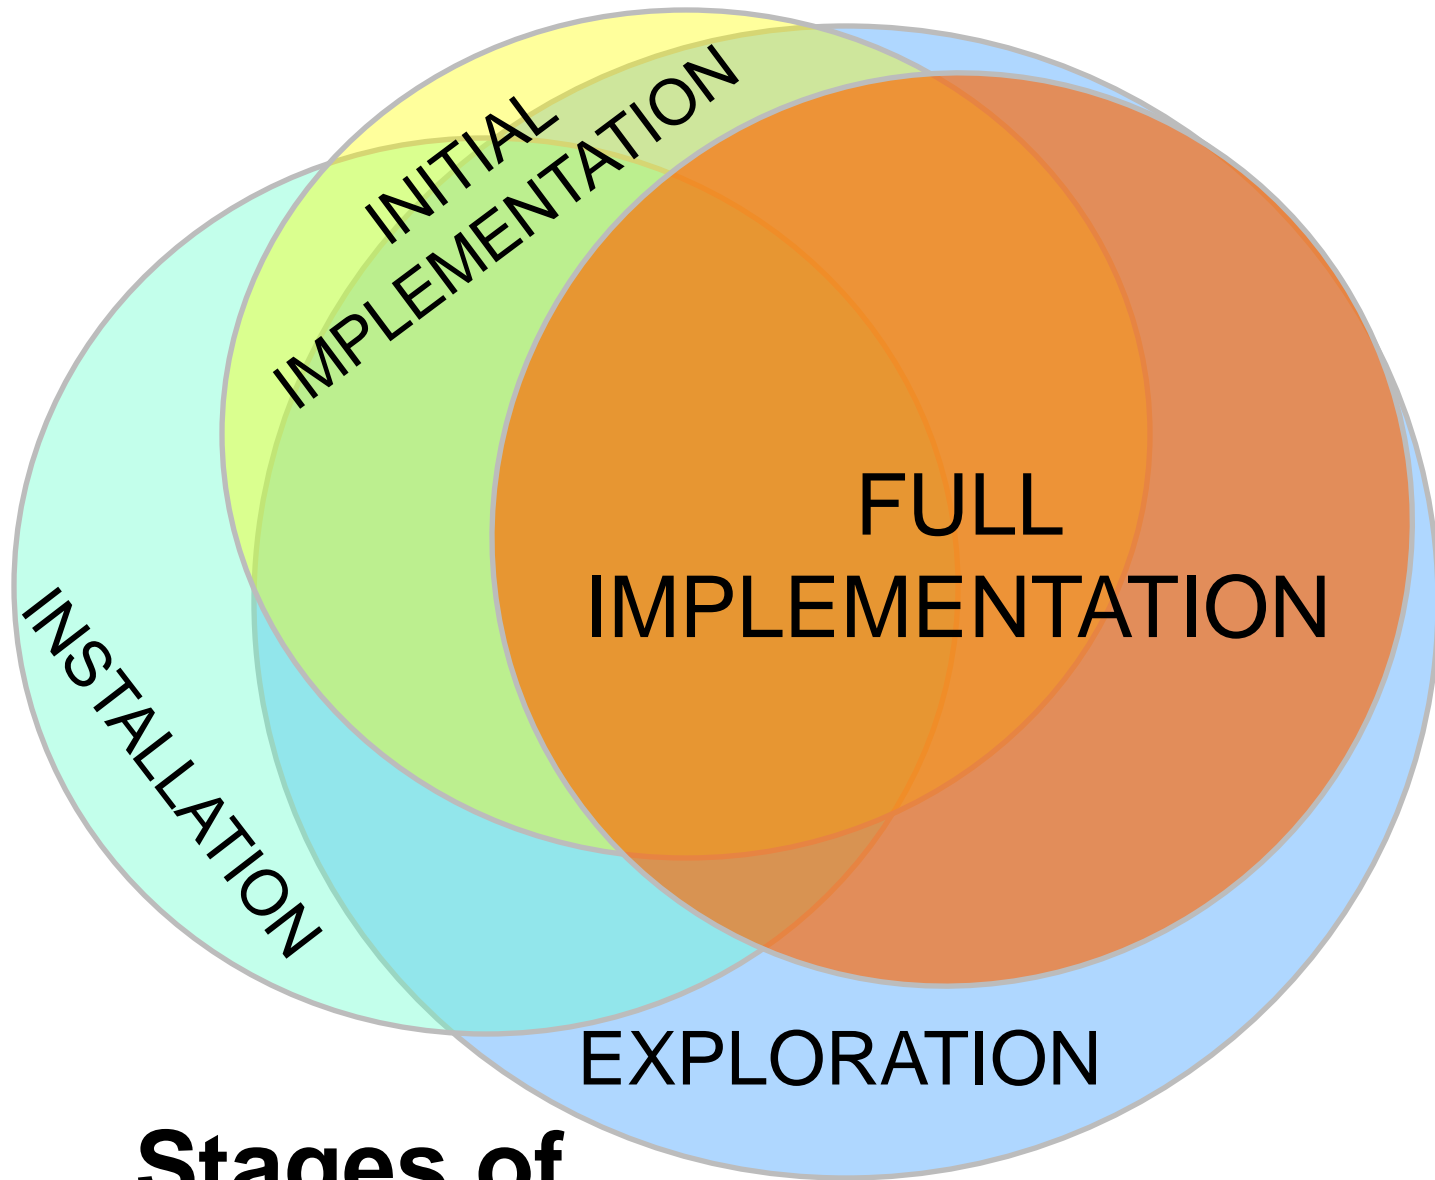 INITIAL
IMPLEMENTATION
FULL
IMPLEMENTATION
INSTALLATION
EXPLORATION
Stages of